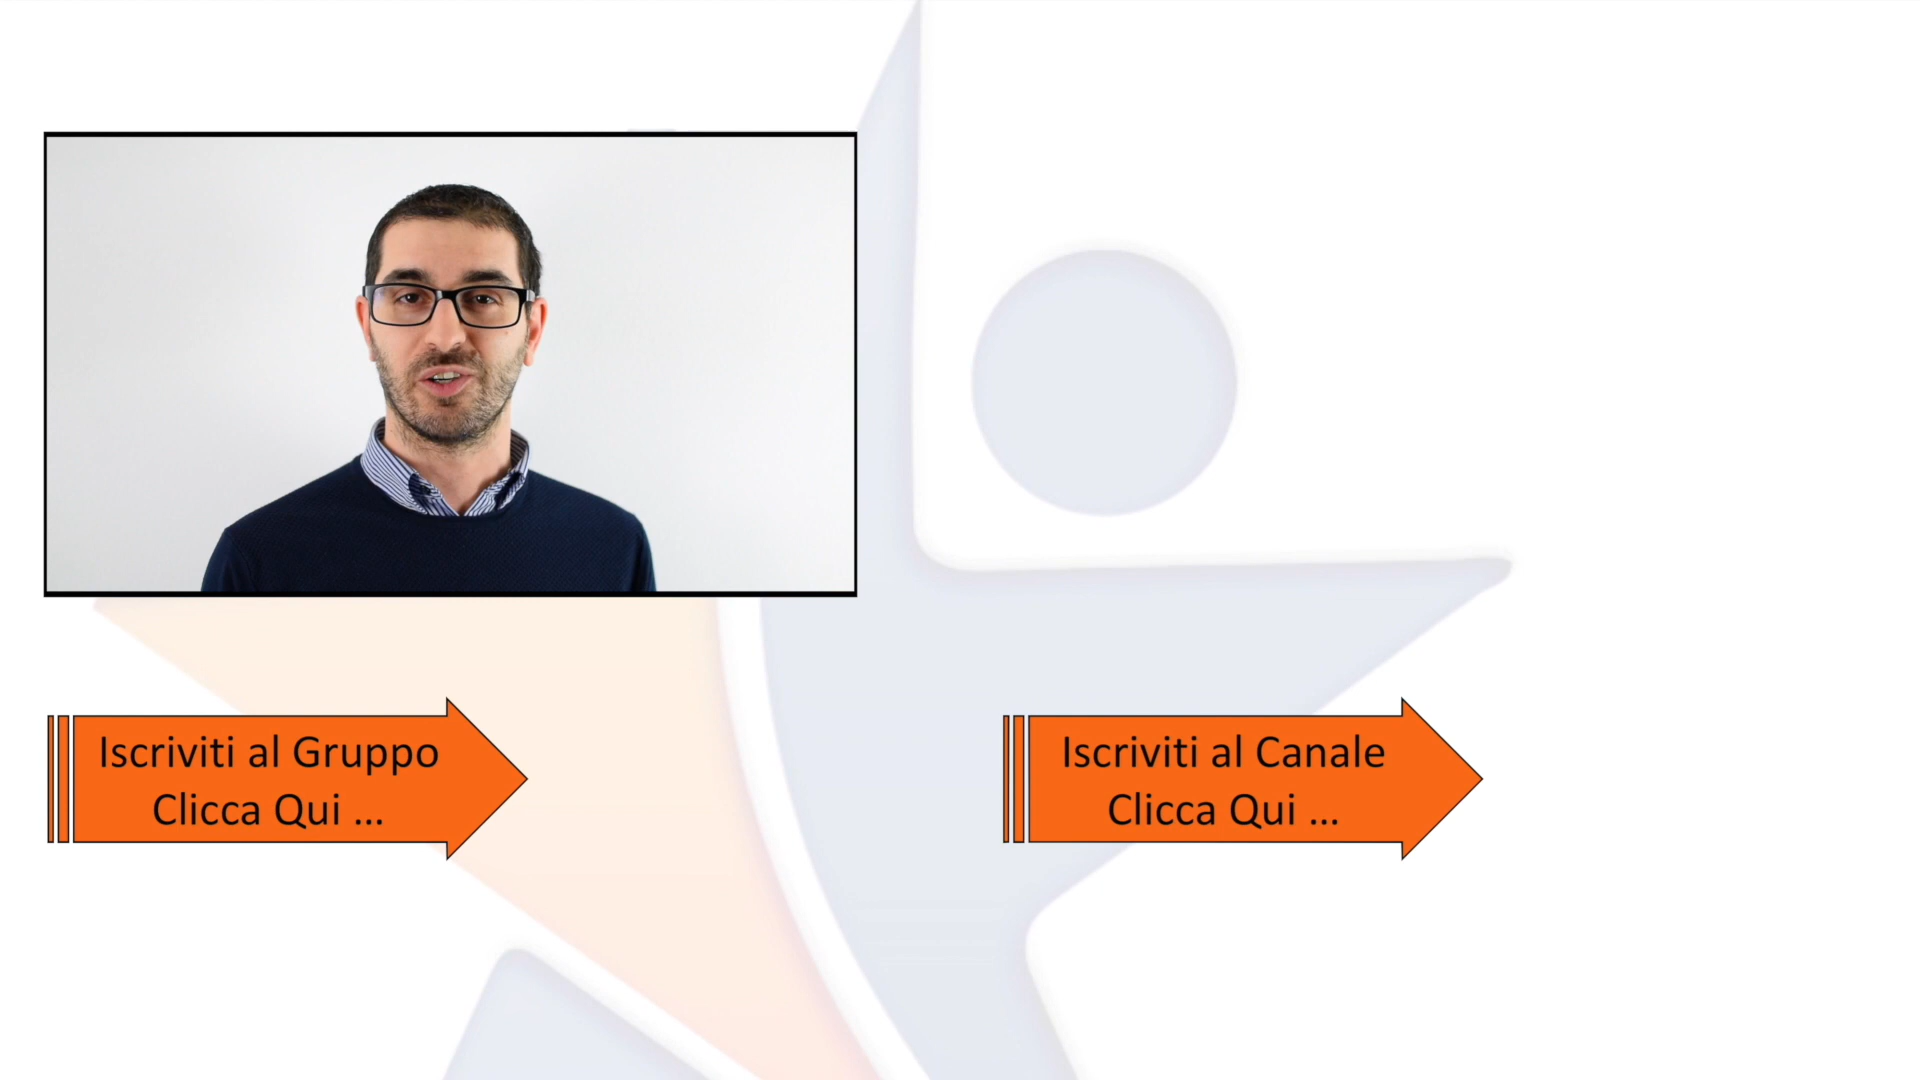 Iscriviti al Gruppo
Clicca Qui ...
Iscriviti al Canale
Clicca Qui ...